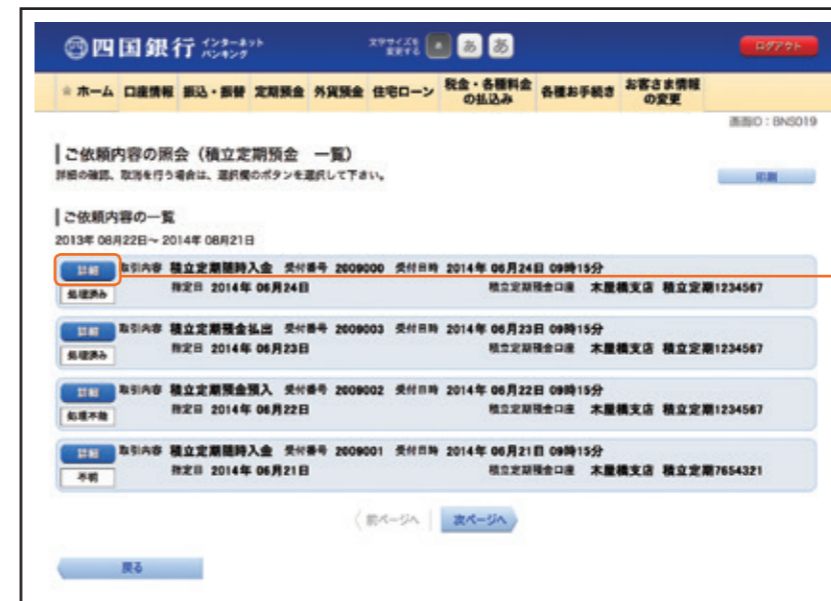 四国銀行 インターネットバンキング 文字サイズを変更する あ あ あ ログアウト
ホーム 口座情報 振込・振替 定期預金 外貨預金 住宅ローン 税金・各種料金の払込み 各種お手続き お客さま情報の変更
画面ID：BNS019
ご依頼内容の照会（積立定期預金　一覧）
詳細の確認、取消を行う場合は、選択欄のボタンを選択して下さい。
印刷
ご依頼内容の一覧
2013年 08月22日～ 2014年 08月21日
詳細 取引内容 積立定期随時入金 受付番号 2009000 受付日時 2014年 06月24日 09時15分
処理済み 指定日 2014年 06月24日 積立定期預金口座 木屋橋支店 積立定期1234567
詳細 取引内容 積立定期預金払出 受付番号 2009003 受付日時 2014年 06月23日 09時15分
処理済み 指定日 2014年 06月23日 積立定期預金口座 木屋橋支店 積立定期1234567
詳細 取引内容 積立定期預金預入 受付番号 2009002 受付日時 2014年 06月22日 09時15分
処理不能 指定日 2014年 06月22日 積立定期預金口座 木屋橋支店 積立定期1234567
詳細 取引内容 積立定期随時入金 受付番号 2009001 受付日時 2014年 06月21日 09時15分
不明 指定日 2014年 06月21日 積立定期預金口座 木屋橋支店 積立定期7654321
前ページへ 次ページへ
戻る